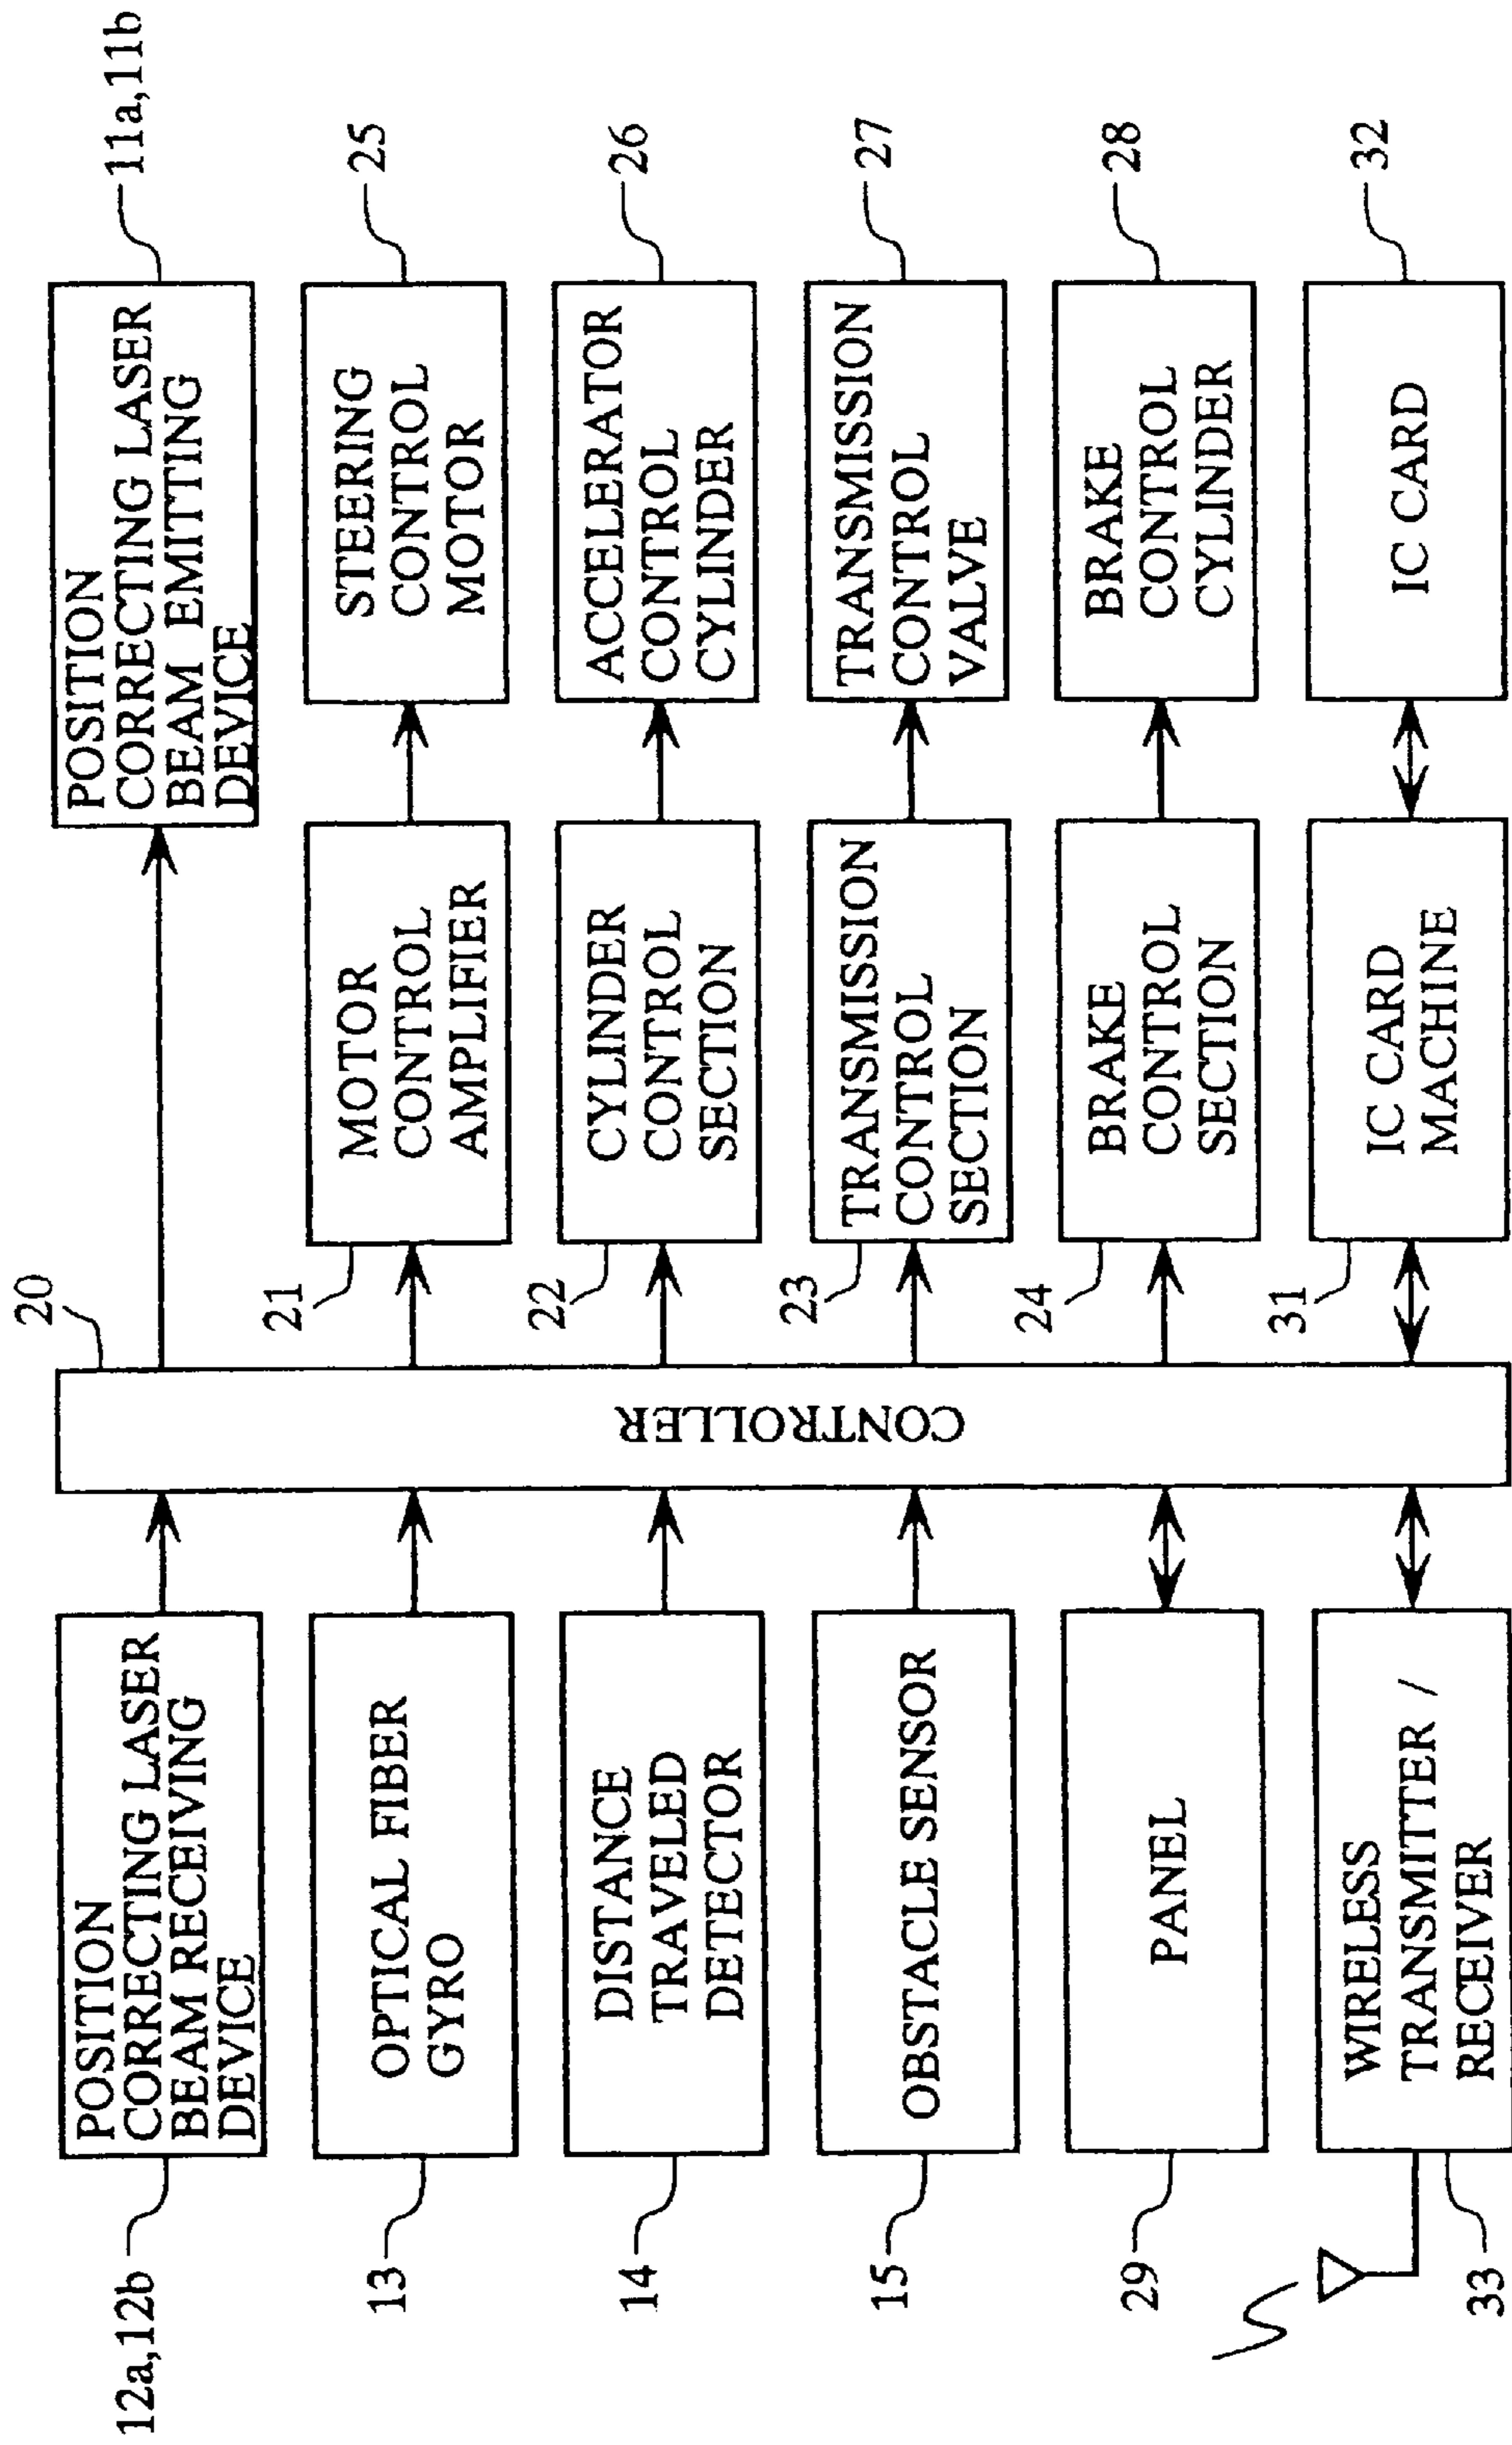 12a,12b
POSITION
CORRECTING LASER
BEAM RECEIVING
DEVICE
20
CONTROLLER
POSITION
CORRECTING LASER
BEAM EMITTING
DEVICE
11a,11b
13
OPTICAL FIBER
GYRO
21
MOTOR
CONTROL
AMPLIFIER
STEERING
CONTROL
MOTOR
25
14
DISTANCE
TRAVELED
DETECTOR
22
CYLINDER
CONTROL
SECTION
ACCELERATOR
CONTROL
CYLINDER
26
15
OBSTACLE SENSOR
23
TRANSMISSION
CONTROL
SECTION
TRANSMISSION
CONTROL
VALVE
27
29
PANEL
24
BRAKE
CONTROL
SECTION
BRAKE
CONTROL
CYLINDER
28
33
WIRELESS
TRANSMITTER /
RECEIVER
31
IC CARD
MACHINE
IC CARD
32